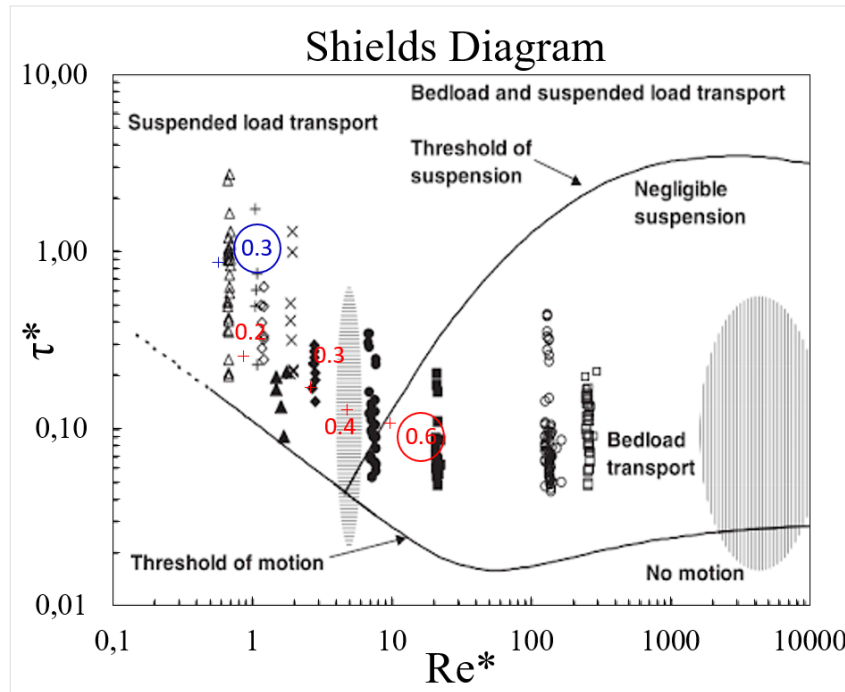 Shields Diagram
10,00
Bedload and suspended load transport
Suspended load transport
Threshold of
suspension
Negligible
suspension
1,00
0.3
τ*
0.2
0.3
0.10
0.4
0.6
Bedload
transport
Threshold of motion
No motion
0,01
0,1
1
10
100
1000
10000
Re*